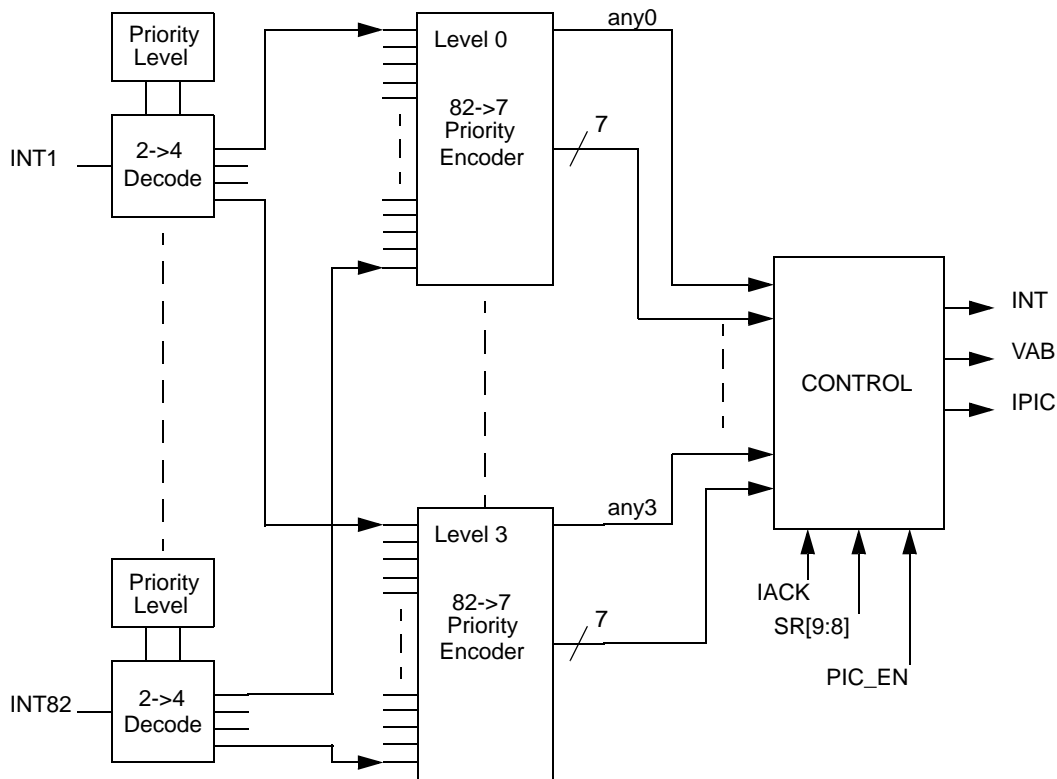 any0
Priority
Level
Level 0
82->7
Priority
Encoder
7
INT1
2->4
Decode
INT
VAB
IPIC
CONTROL
any3
Level 3
Priority
Level
82->7
Priority
Encoder
7
IACK
SR[9:8]
PIC_EN
INT82
2->4
Decode